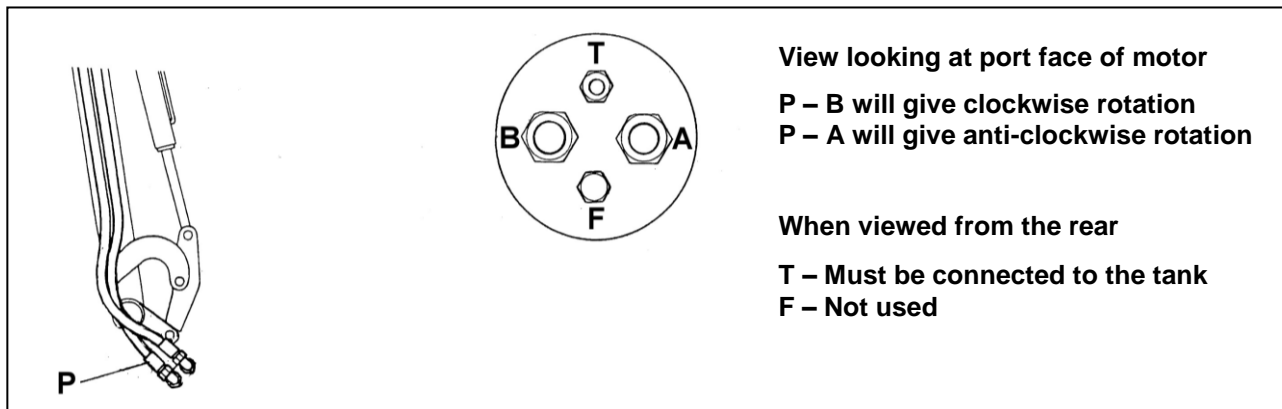 T
B
A
F
P
View looking at port face of motor
P – B will give clockwise rotation
P – A will give anti-clockwise rotation
When viewed from the rear
T – Must be connected to the tank
F – Not used